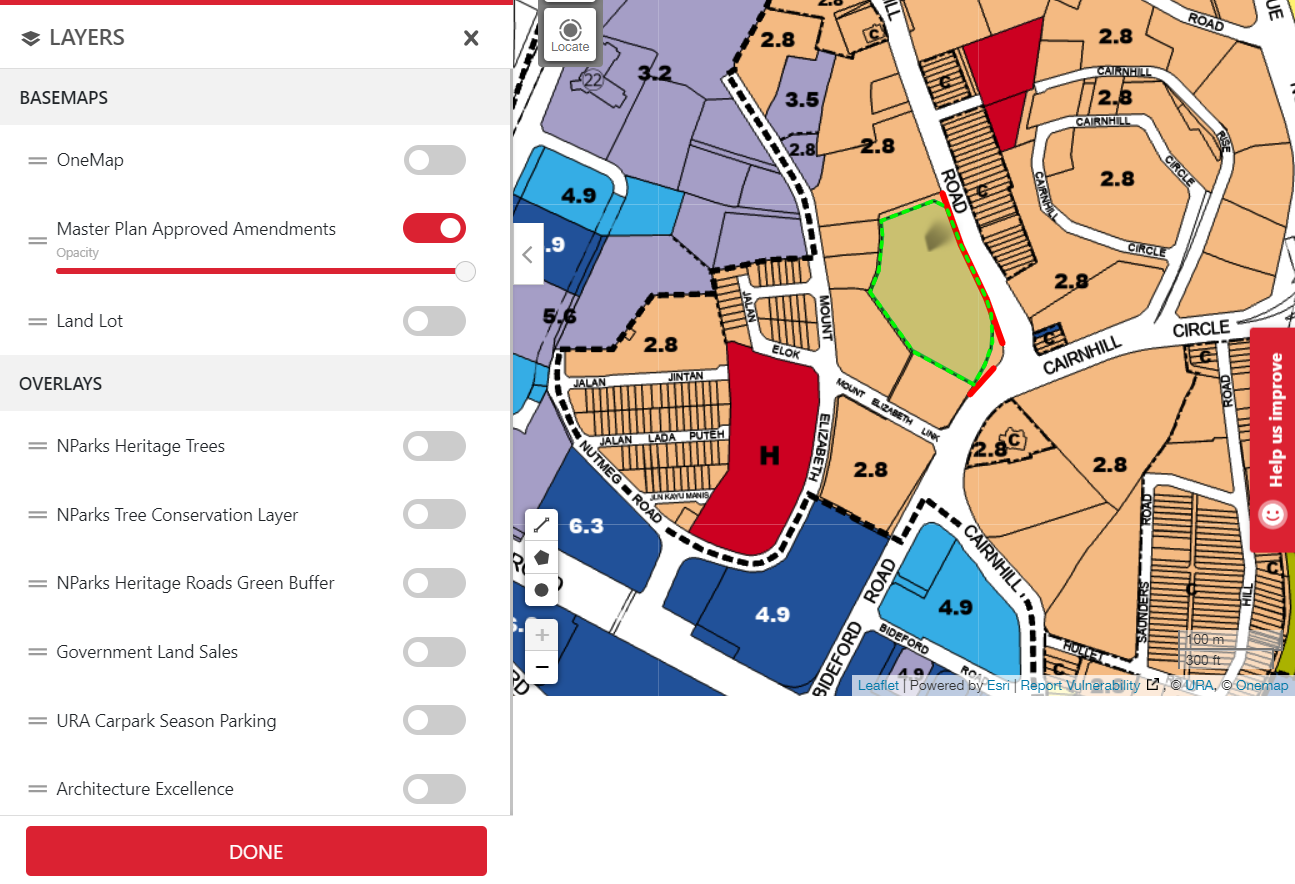 LAYERS
BASEMAPS
OneMap
Master Plan Approved Amendments
Opacity
Land Lot
OVERLAYS
NParks Heritage Trees
NParks Tree Conservation Layer
NParks Heritage Roads Green Buffer
Government Land Sales
URA Carpark Season Parking
Architecture Excellence
DONE
Locate
22
3.2
2.8
2.8
C
ROAD
2.8
C
CAIRNHILL
2.8
3.5
2.8
2.8
CAIRNHILL
RISE
CIRCLE
2.8
CAIRNHILL
CIRCLE
ROAD
C
4.9
.9
2.8
5.6
JALAN
MOUNT
ELOK
2.8
JALAN JINTAN
C
CAIRNHILL
CIRCLE
C
ROAD
MOUNT ELIZABETH LINK
ELIZABETH
JALAN LADA PUTEH
NUTMEG ROAD
JLN KAYU MANIS
H
2.8
2.8
C
2.8
6.3
ROAD
CAIRNHILL
SAUNDERS
ROAD
C
HILL
C
4.9
4.9
BIDEFORD
ROAD
BIDEFORD
ROAD
4.9
HULLET
C
100 m
300 ft
Help us improve
Leaflet | Powered by Esri | Report Vulnerability , © URA, © Onemap